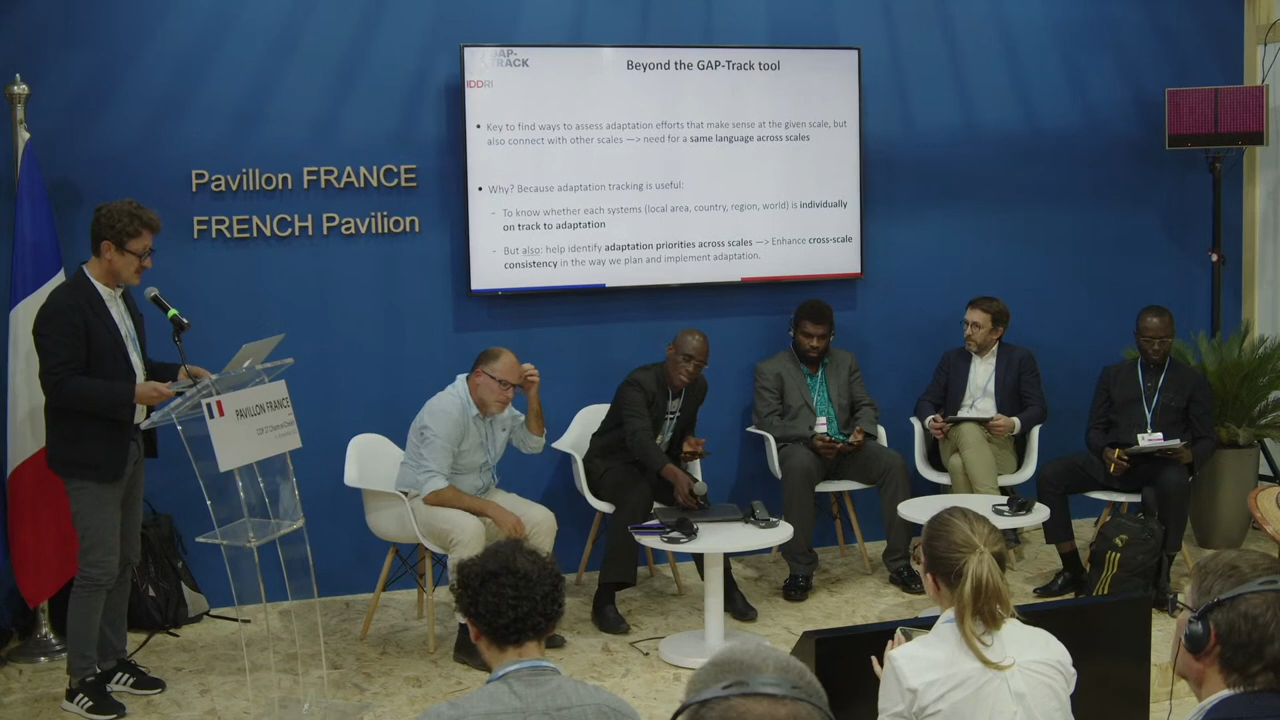 GAP-
TRACK
IDDRI
Beyond the GAP-Track tool
• Key to find ways to assess adaptation efforts that make sense at the given scale, but
also connect with other scales —> need for a same language across scales
• Why? Because adaptation tracking is useful:
- To know whether each systems (local area, country, region, world) is individually
on track to adaptation
- But also: help identify adaptation priorities across scales —> Enhance cross-scale
consistency in the way we plan and implement adaptation.
Pavillon FRANCE
FRENCH Pavilion
PAVILLON FRANCE